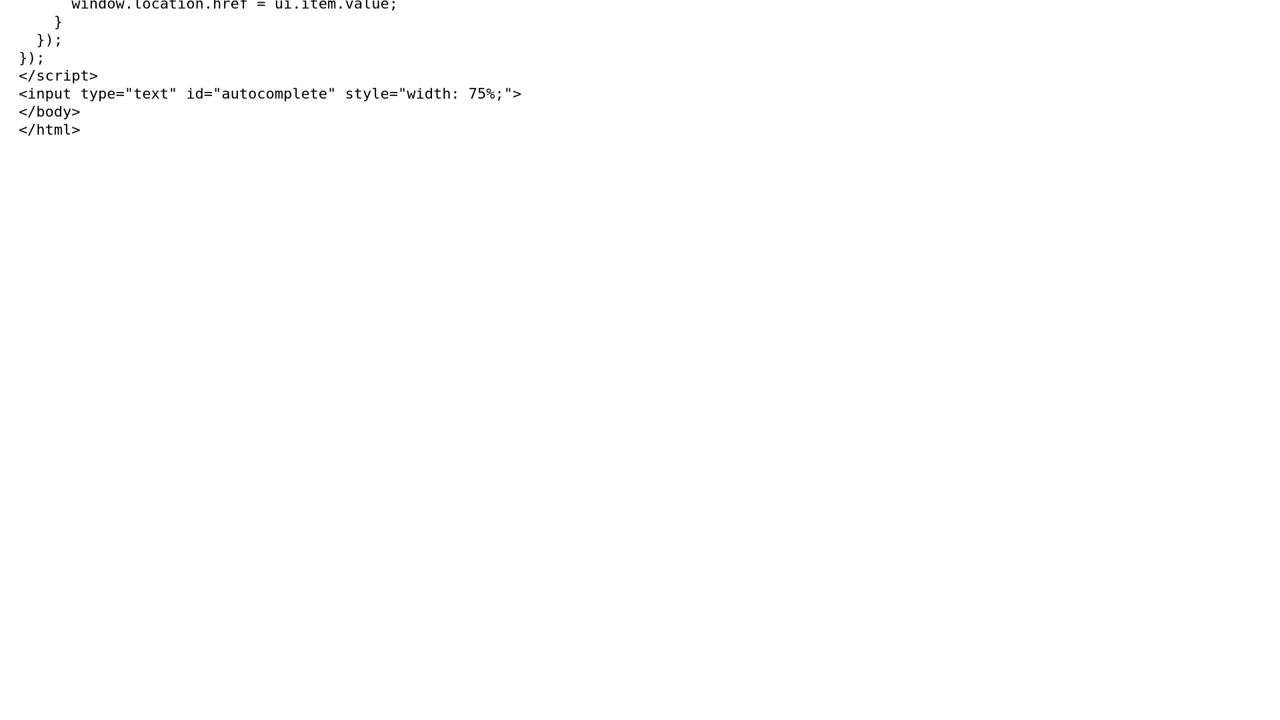 window.location.href = ui.item.value;
    }
  });
});
</script>
<input type="text" id="autocomplete" style="width: 75%;">
</body>
</html>